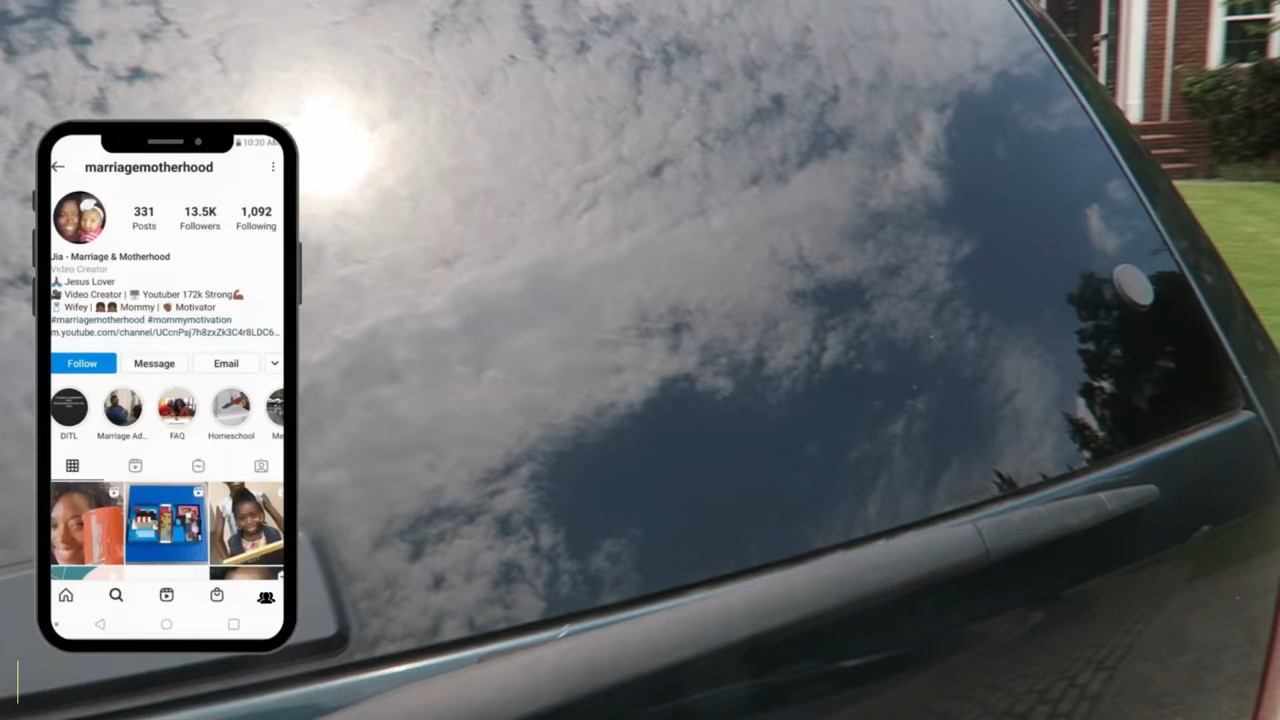 10:20 AM
marriagemotherhood
331 13.5K 1,092
Posts Followers Following
Jia - Marriage & Motherhood
Video Creator
🙏🏾 Jesus Lover
🎥 Video Creator | 🖥 Youtuber 172k Strong💪🏾
💍 Wifey | 👧🏾👧🏾 Mommy | 👏🏾 Motivator
#marriagemotherhood #mommymotivation
m.youtube.com/channel/UCcnPsj7h8zxZk3C4r8LDC6...
Follow Message Email
DITL Marriage Ad... FAQ Homeschool Me